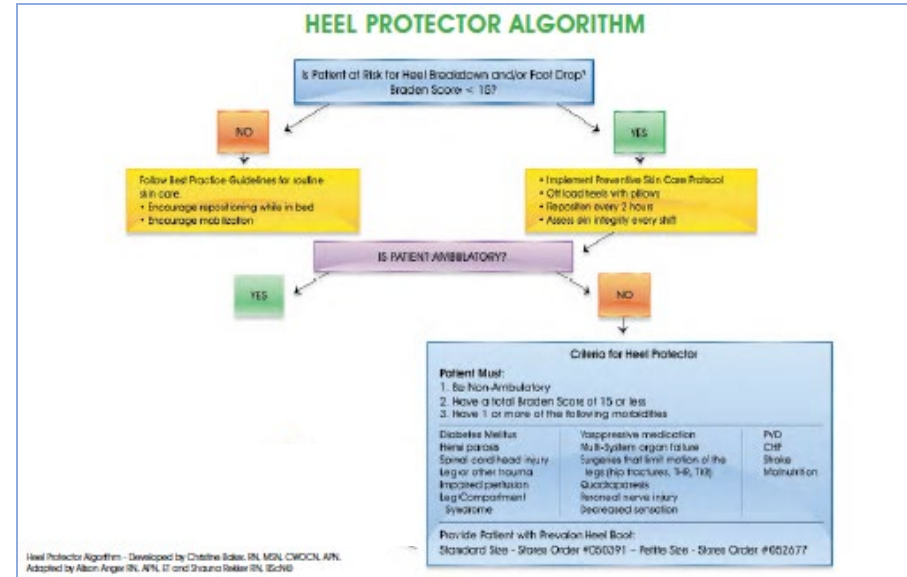 HEEL PROTECTOR ALGORITHM
Is Patient at Risk for Heel Breakdown and/or Foot Drop?
Braden Score < 15?
NO
YES
Follow Best Practice Guidelines for routine
skin care.
• Encourage repositioning while in bed
• Encourage mobilization
• Implement Preventive Skin Care Protocol
• Off load heels with pillows
• Reposition every 2 hours
• Assess skin integrity every shift
IS PATIENT AMBULATORY?
YES
NO
Criteria for Heel Protector
Patient Must:
1. Be Non-Ambulatory
2. Have a total Braden Score of 15 or less
3. Have 1 or more of the following morbidities
Diabetes
Hemi paresis
Spinal cord/head injury
Leg or other trauma
Impaired perfusion
Leg Compartment
Syndrome
medication
Multi-System organ failure
Surgeries that limit motion of the
legs (hip fractures, THR, TKR)
Peroneal nerve injury
Decreased sensation
PVD
CHF
Stroke
Malnutrition
Provide Patient with Prevalon Heel Boot:
Standard Size - Stores Order #050391 – Petite Size - Stores Order #052677
Heel Protector Algorithm - Developed by Christine Baker, RN, MSN, CWOCN, APN.
Adapted by Alison Anger RN, APN, ET and Shauna RN,